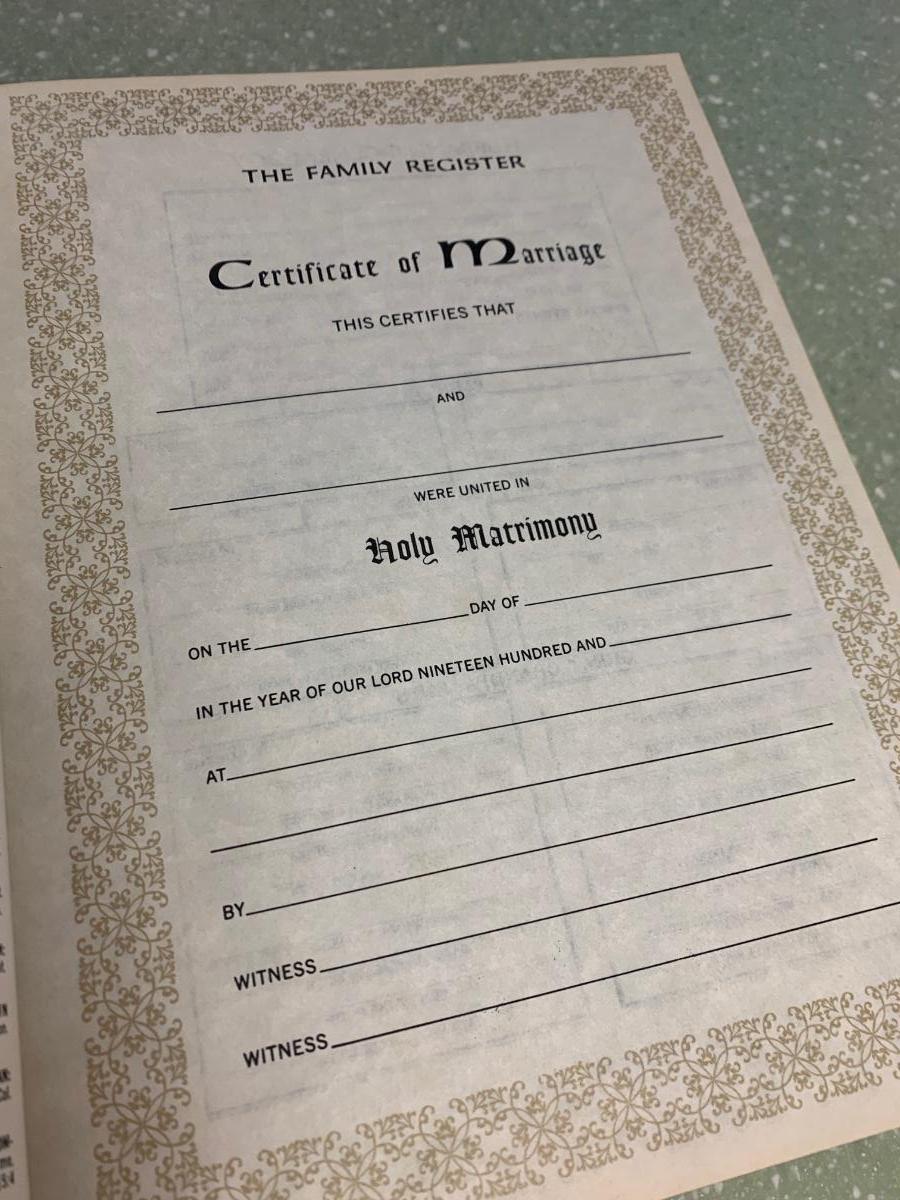 THE FAMILY REGISTER
Certificate of Marriage
THIS CERTIFIES THAT
AND
WERE UNITED IN
Holy Matrimony
ON THE DAY OF
IN THE YEAR OF OUR LORD NINETEEN HUNDRED AND
AT
BY
WITNESS
WITNESS